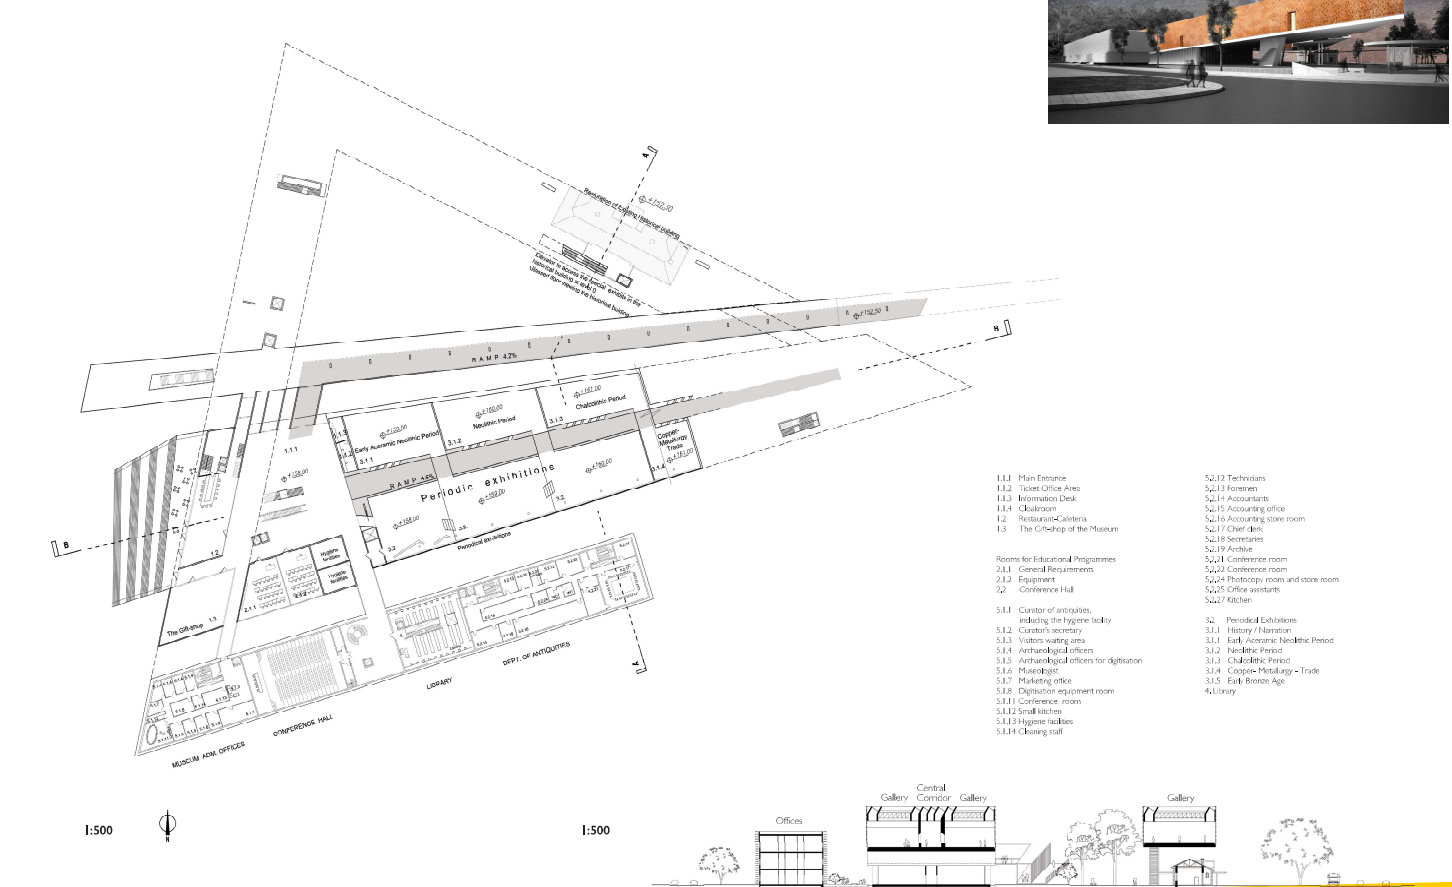 A
+152.50
Renovation of Existing Historical building
Elevator to access the special exhibits at the
historical building at level 0
+152.50
B
RAMP 4.2%
+161.00
Chalcolithic Period
3.1.3
+160.00
Neolithic Period
3.1.2
Early Aceramic Neolithic Period
3.1.1
Copper-
Metallurgy
Trade
+161.00
3.1.4
1.1.1
RAMP 4.6%
Periodic exhibitions
+160.00
+159.00
+158.00
3.2.
3.2.
Periodical exhibitions
B
1.2
Hygiene
facilities
Hygiene
facilities
2.1.1
The Gift-shop 1.3
A
DEPT. OF ANTIQUITIES
LIBRARY
CONFERENCE HALL
MUSEUM ADM. OFFICES
1.1.1 Main Entrance
1.1.2 Ticket Office Area
1.1.3 Information Desk
1.1.4 Cloakroom
1.2 Restaurant-Cafeteria
1.3 The Gift-shop of the Museum
Rooms for Educational Programmes
2.1.1 General Requirements
2.1.2 Equipment
2.2 Conference Hall
5.1.1 Curator of antiquities,
including the hygiene facility
5.1.2 Curator's secretary
5.1.3 Visitors waiting area
5.1.4 Archaeological officers
5.1.5 Archaeological officers for digitisation
5.1.6 Museologist
5.1.7 Marketing office
5.1.8 Digitisation equipment room
5.1.11 Conference room
5.1.12 Small kitchen
5.1.13 Hygiene facilities
5.1.14 Cleaning staff
5.2.12 Technicians
5.2.13 Foremen
5.2.14 Accountants
5.2.15 Accounting office
5.2.16 Accounting store room
5.2.17 Chief clerk
5.2.18 Secretaries
5.2.19 Archive
5.2.21 Conference room
5.2.22 Conference room
5.2.24 Photocopy room and store room
5.2.25 Office assistants
5.2.27 Kitchen
3.2 Periodical Exhibitions
3.1.1 History / Narration
3.1.1 Early Aceramic Neolithic Period
3.1.2 Neolithic Period
3.1.3 Chalcolithic Period
3.1.4 Copper- Metallurgy - Trade
3.1.5 Early Bronze Age
4. Library
1:500
N
1:500
Offices
Gallery
Central
Corridor
Gallery
Gallery